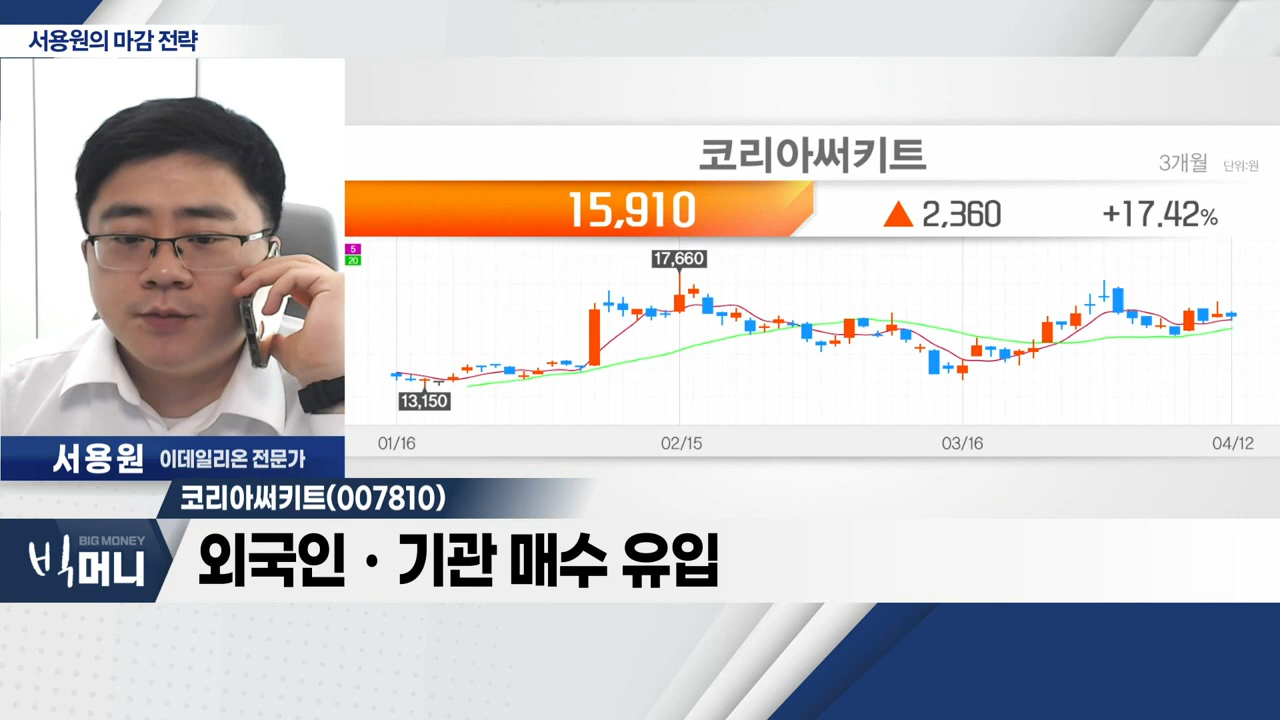 서용원의 마감 전략
코리아써키트
3개월 단위:원
15,910 ▲ 2,360 +17.42%
5
20
17,660
13,150
01/16 02/15 03/16 04/12
서용원 이데일리온 전문가
코리아써키트(007810)
BIG MONEY
빅머니
외국인·기관 매수 유입